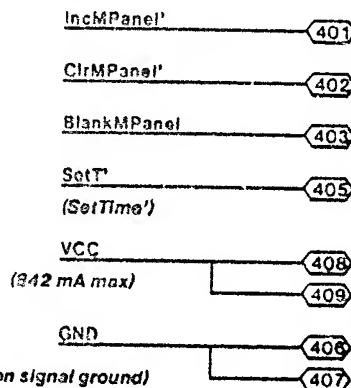 IncMPanel'
401
ClrMPanel'
402
BlankMPanel
403
SetT'
405
(SetTime')
VCC
408
(842 mA max)
409
GND
406
on signal ground)
407